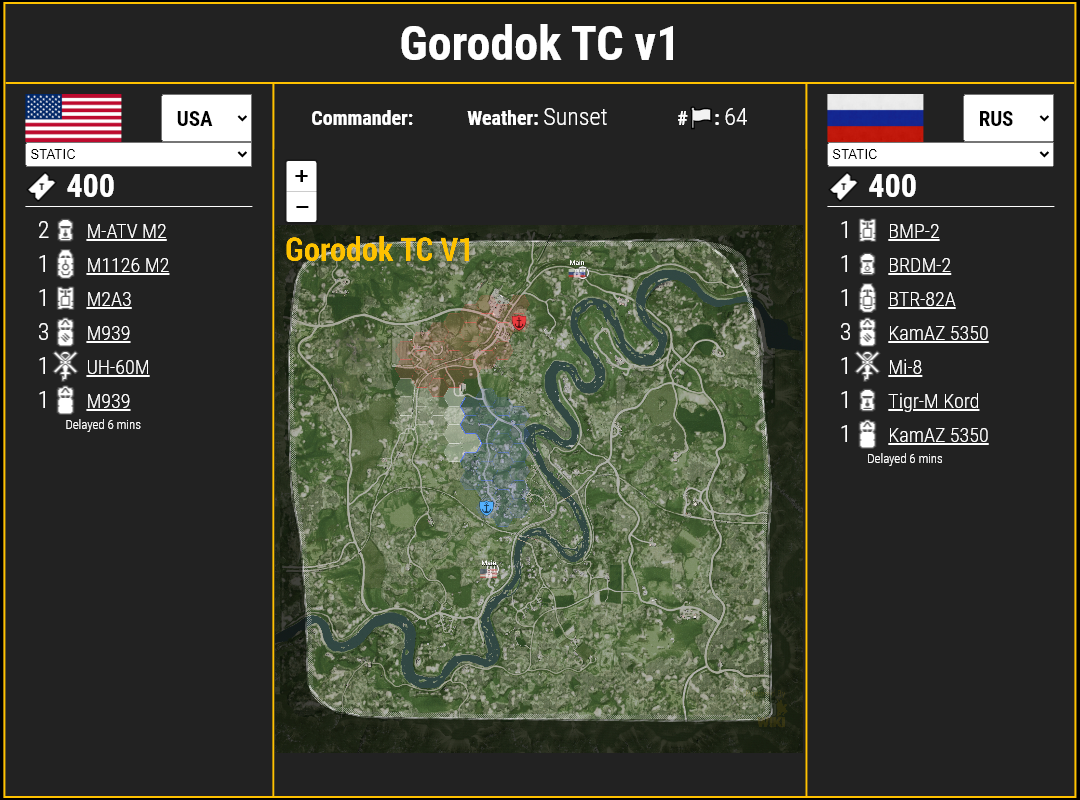 Gorodok TC v1
USA
STATIC
400
2 M-ATV M2
1 M1126 M2
1 M2A3
3 M939
1 UH-60M
1 M939
Delayed 6 mins
Commander:
Weather: Sunset
#: 64
+
−
Gorodok TC V1
Main
Main
RUS
STATIC
400
1 BMP-2
1 BRDM-2
1 BTR-82A
3 KamAZ 5350
1 Mi-8
1 Tigr-M Kord
1 KamAZ 5350
Delayed 6 mins